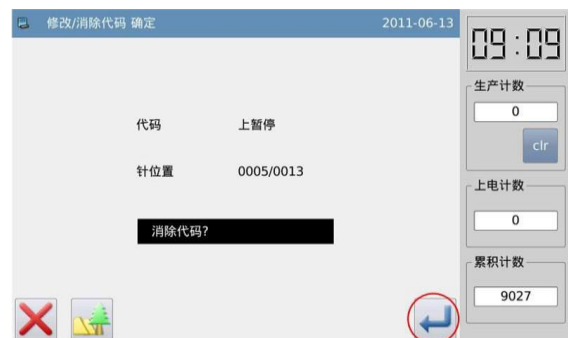 修改/消除代码 确定 2011-06-13
09:09
代码 上暂停
针位置 0005/0013
消除代码?
生产计数
0
clr
上电计数
0
累积计数
9027